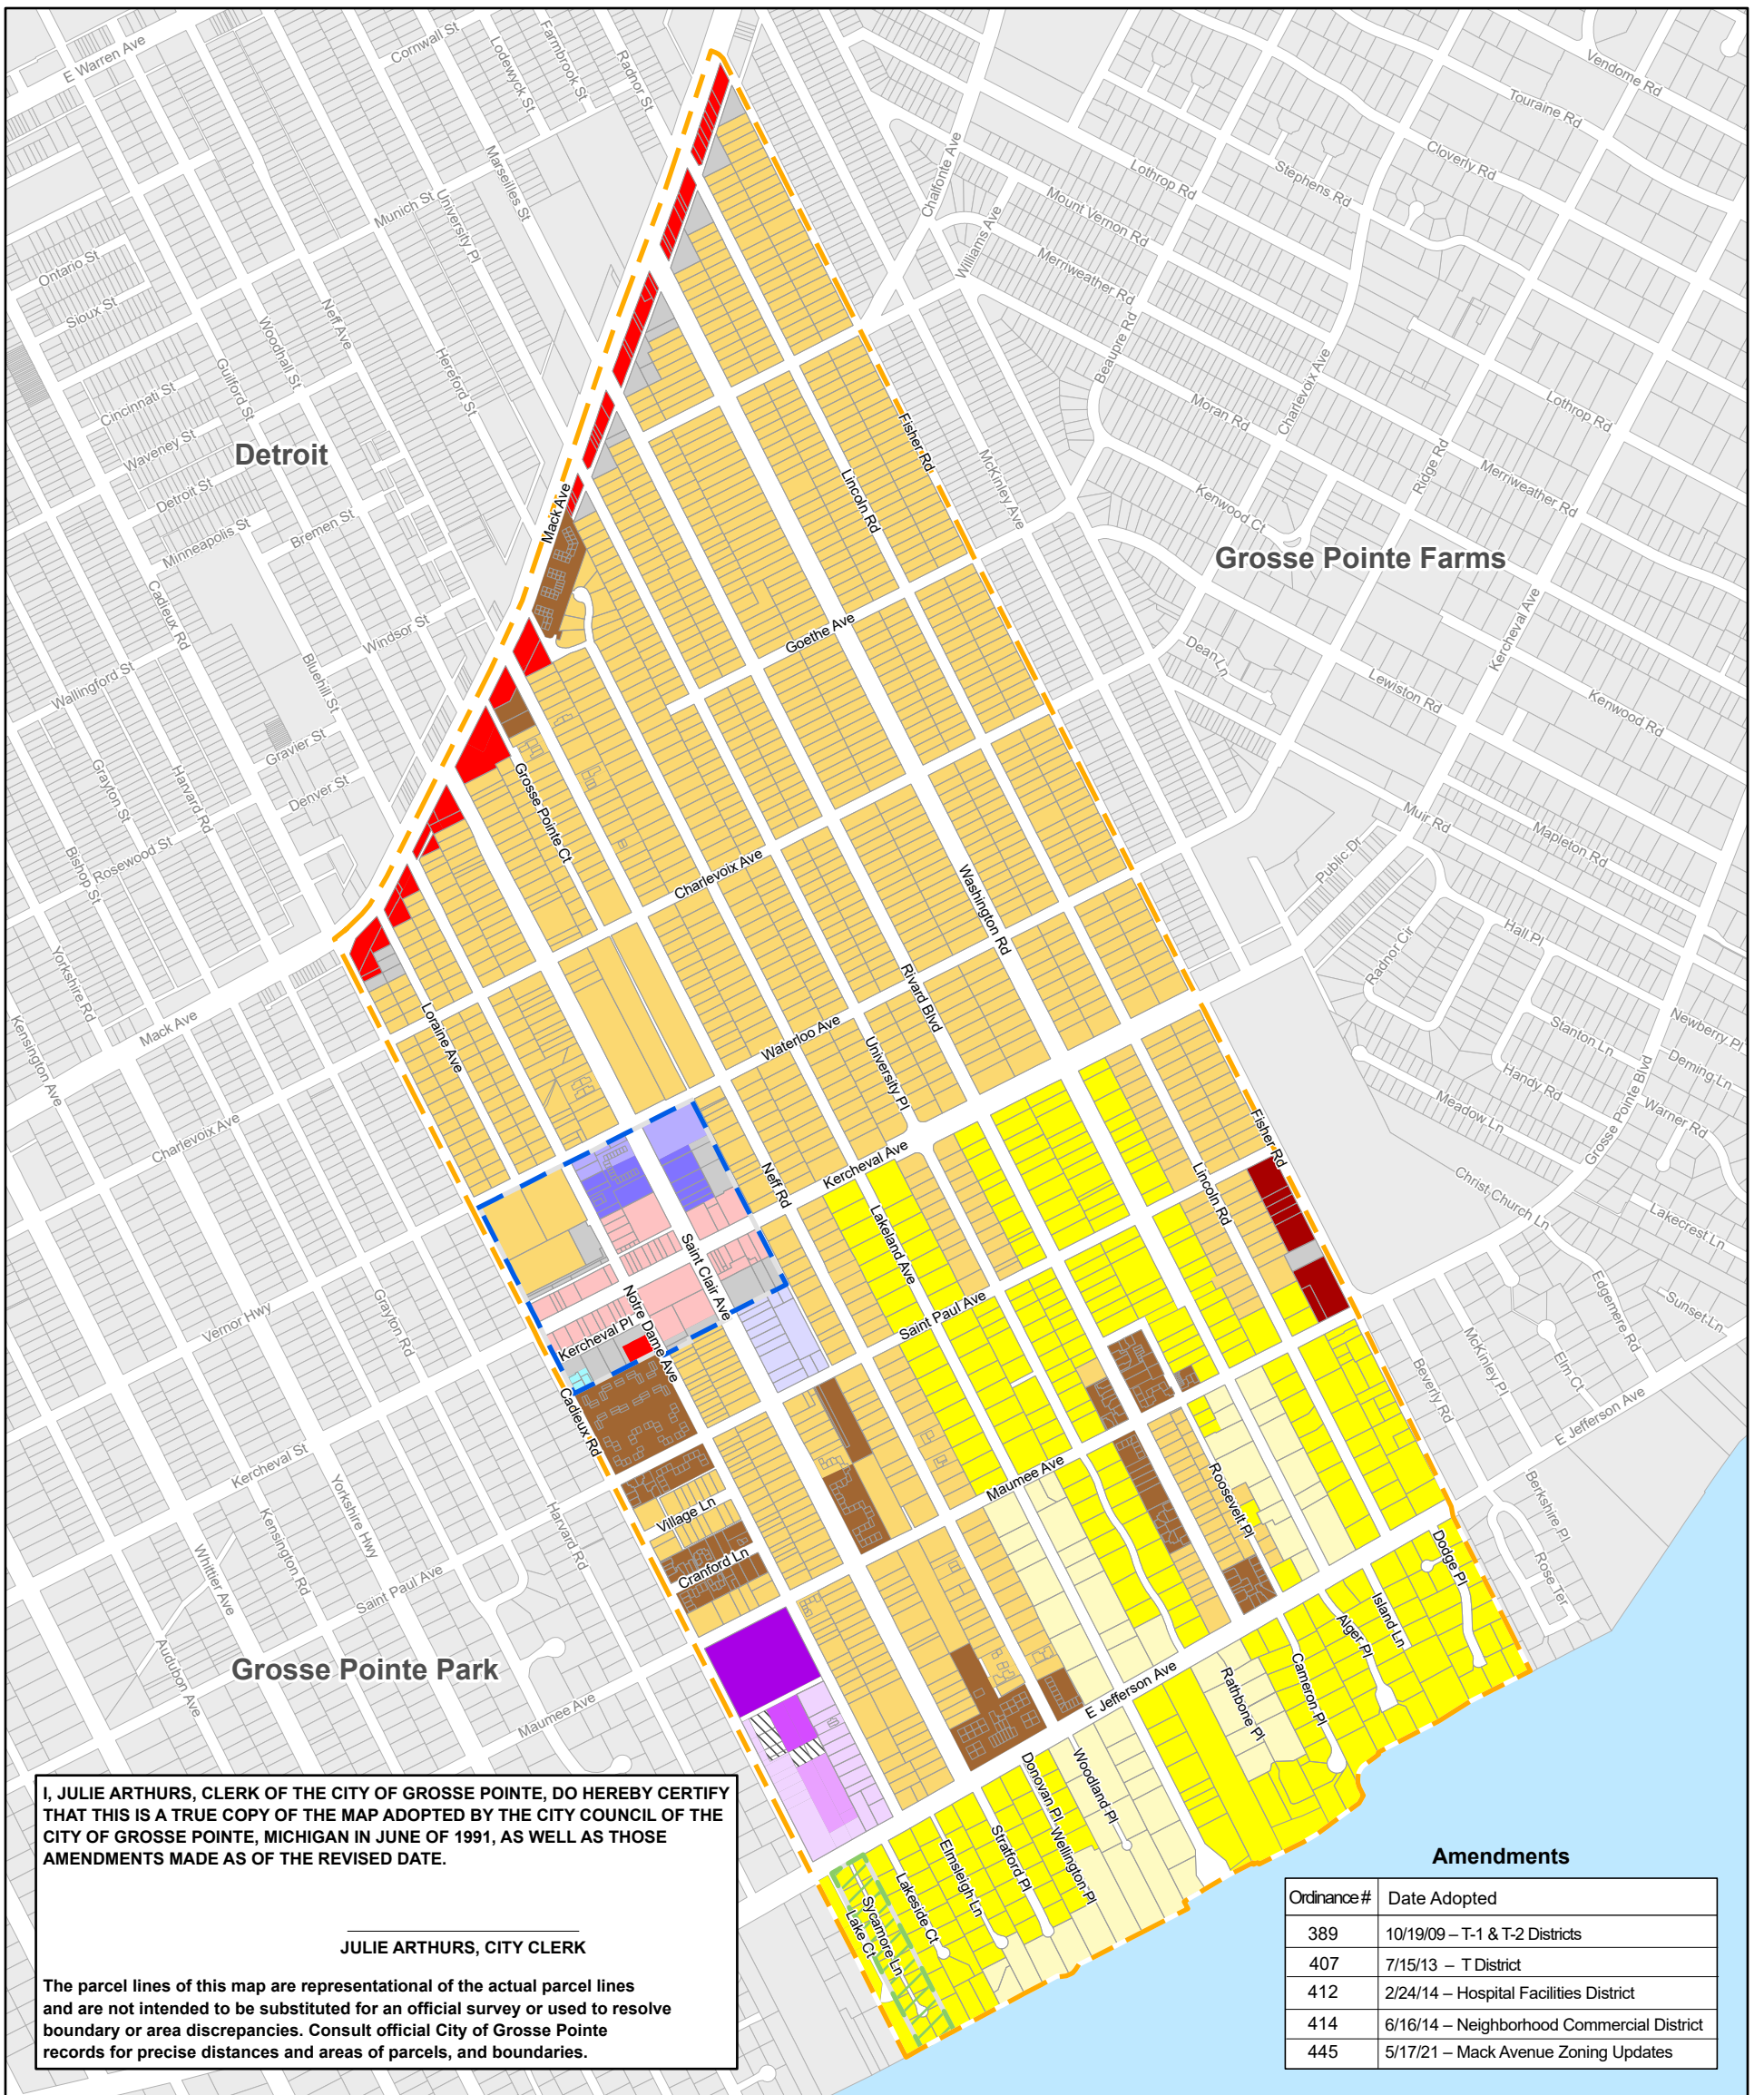 E Warren Ave
Cornwall St
Lodewyck St
Farmbrook St
Radnor St
Marseilles St
University Pl
Munich St
Ontario St
Sioux St
Neff Ave
Woodhall St
Guilford St
Hereford St
Cincinnati St
Waveney St
Detroit St
Minneapolis St
Bremen St
Detroit
Cadieux Rd
Windsor St
Wallingford St
Bluehill St
Gravier St
Denver St
Grayton St
Harvard Rd
Rosewood St
Bishop St
Yorkshire Rd
Kensington Ave
Mack Ave
Charlevoix Ave
Vernor Hwy
Grayton Rd
Kercheval St
Yorkshire Hwy
Kensington Rd
Harvard Rd
Whittier Ave
Saint Paul Ave
Audubon Ave
Maumee Ave
Grosse Pointe Park
Vendome Rd
Touraine Rd
Cloverly Rd
Stephens Rd
Lothrop Rd
Chalfonte Ave
Mount Vernon Rd
Williams Ave
Merriweather Rd
Beaupre Rd
Charlevoix Ave
Moran Rd
Lothrop Rd
Ridge Rd
Merriweather Rd
McKinley Ave
Kenwood Ct
Grosse Pointe Farms
Kercheval Ave
Dean Ln
Lewiston Rd
Kenwood Rd
Muir Rd
Mapleton Rd
Public Dr
Hall Pl
Radnor Cir
Newberry Pl
Stanton Ln
Deming Ln
Handy Rd
Meadow Ln
Warner Rd
Grosse Pointe Blvd
Christ Church Ln
Lakecrest Ln
Edgemere Rd
Sunset Ln
McKinley Pl
Elm Ct
Beverly Rd
E Jefferson Ave
Berkshire Pl
Rose Ter
Mack Ave
Fisher Rd
Lincoln Rd
Goethe Ave
Grosse Pointe Ct
Charlevoix Ave
Washington Rd
Loraine Ave
Rivard Blvd
Waterloo Ave
University Pl
Neff Rd
Kercheval Ave
Fisher Rd
Lincoln Rd
Lakeland Ave
Saint Clair Ave
Notre Dame Ave
Saint Paul Ave
Kercheval Pl
Cadieux Rd
Maumee Ave
Roosevelt Pl
Village Ln
Cranford Ln
Dodge Pl
Island Ln
Alger Pl
Cameron Pl
Rathbone Pl
E Jefferson Ave
Woodland Pl
Donovan Pl
Wellington Pl
Stratford Pl
Elmsleigh Ln
Lakeside Ct
Sycamore Ln
Lake Ct
I, JULIE ARTHURS, CLERK OF THE CITY OF GROSSE POINTE, DO HEREBY CERTIFY
THAT THIS IS A TRUE COPY OF THE MAP ADOPTED BY THE CITY COUNCIL OF THE
CITY OF GROSSE POINTE, MICHIGAN IN JUNE OF 1991, AS WELL AS THOSE
AMENDMENTS MADE AS OF THE REVISED DATE.
JULIE ARTHURS, CITY CLERK
The parcel lines of this map are representational of the actual parcel lines
and are not intended to be substituted for an official survey or used to resolve
boundary or area discrepancies. Consult official City of Grosse Pointe
records for precise distances and areas of parcels, and boundaries.
Amendments
Ordinance # Date Adopted
389 10/19/09 – T-1 & T-2 Districts
407 7/15/13 – T District
412 2/24/14 – Hospital Facilities District
414 6/16/14 – Neighborhood Commercial District
445 5/17/21 – Mack Avenue Zoning Updates